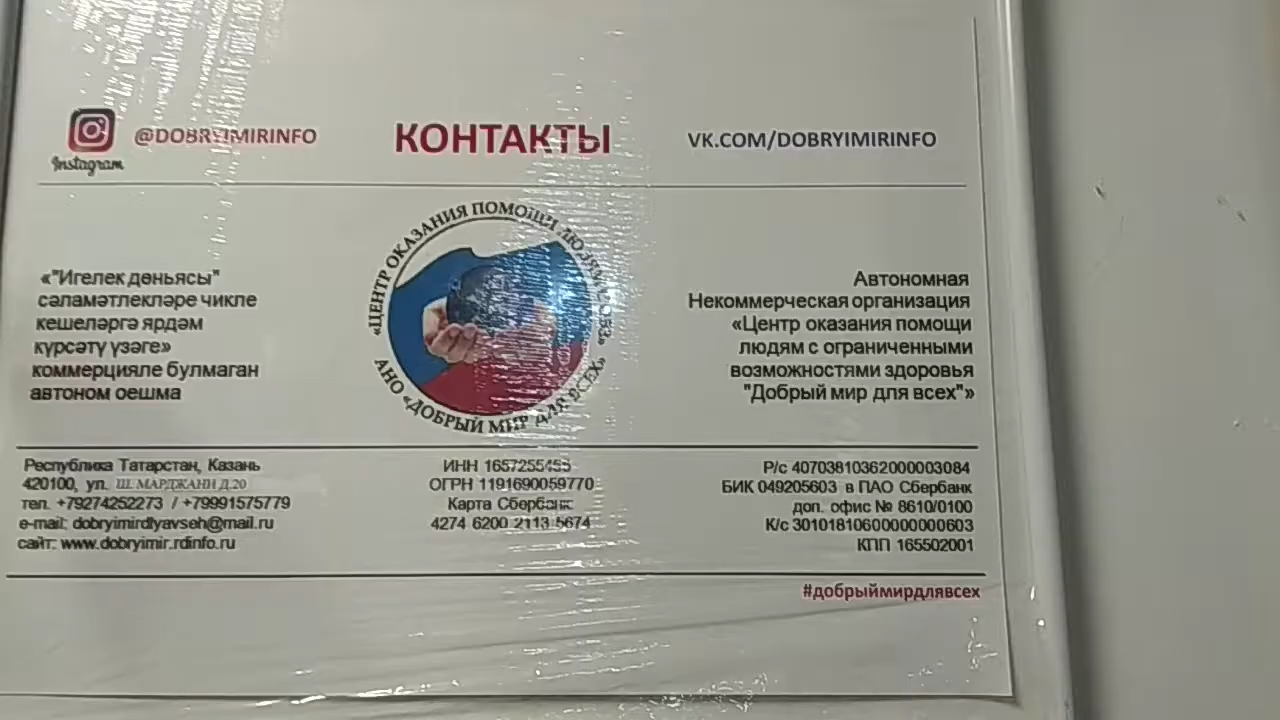 Instagram
@DOBRYIMIRINFO
КОНТАКТЫ
VK.COM/DOBRYIMIRINFO
«"Игелек дөньясы"
сәламәтлекләре чикле
кешеләргә ярдәм
күрсәтү үзәге»
коммерцияле булмаган
автоном оешма
«ЦЕНТР ОКАЗАНИЯ ПОМОЩИ ЛЮДЯМ С ОВЗ»
АНО «ДОБРЫЙ МИР ДЛЯ ВСЕХ»
Автономная
Некоммерческая организация
«Центр оказания помощи
людям с ограниченными
возможностями здоровья
"Добрый мир для всех"»
Республика Татарстан, Казань
420100, ул. Ш. МАРДЖАНИ Д.20
тел. +79274252273 / +79991575779
e-mail: dobryimirdlyavseh@mail.ru
сайт: www.dobryimir.rdinfo.ru
ИНН
ОГРН 1191690059770
Карта Сбербанк
4274 6200 2113 5674
Р/с 40703810362000003084
БИК 049205603 в ПАО Сбербанк
доп. офис № 8610/0100
К/с 30101810600000000603
КПП 165502001
#добрыймирдлявсех